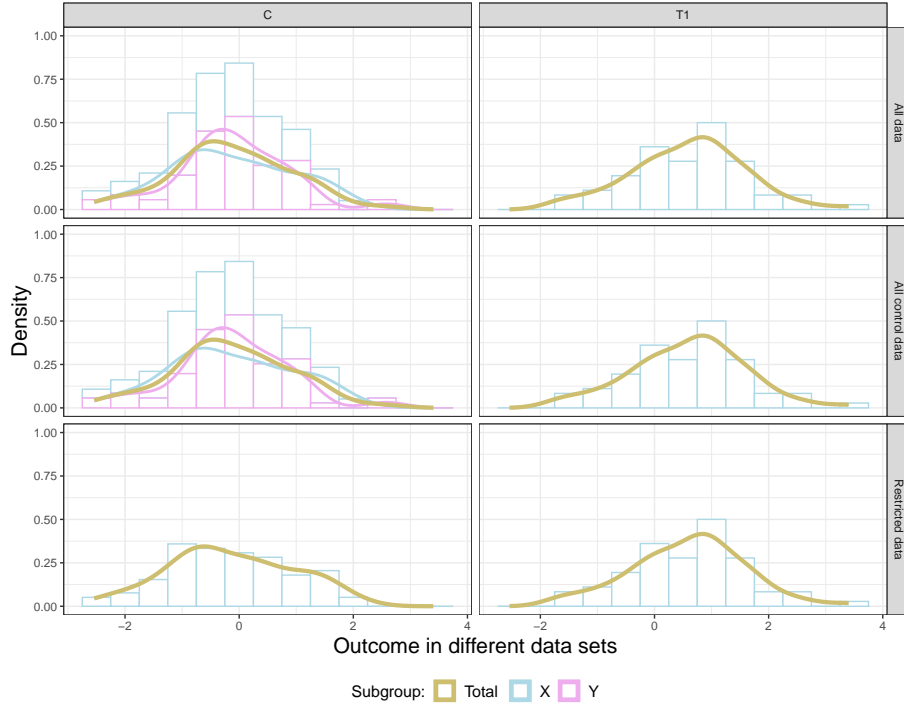 C
T1
1.00
0.75
0.50
0.25
0.00
All data
1.00
0.75
0.50
0.25
0.00
All control data
1.00
0.75
0.50
0.25
0.00
Restricted data
Density
−2 0 2 4 −2 0 2 4
Outcome in different data sets
Subgroup: Total X Y